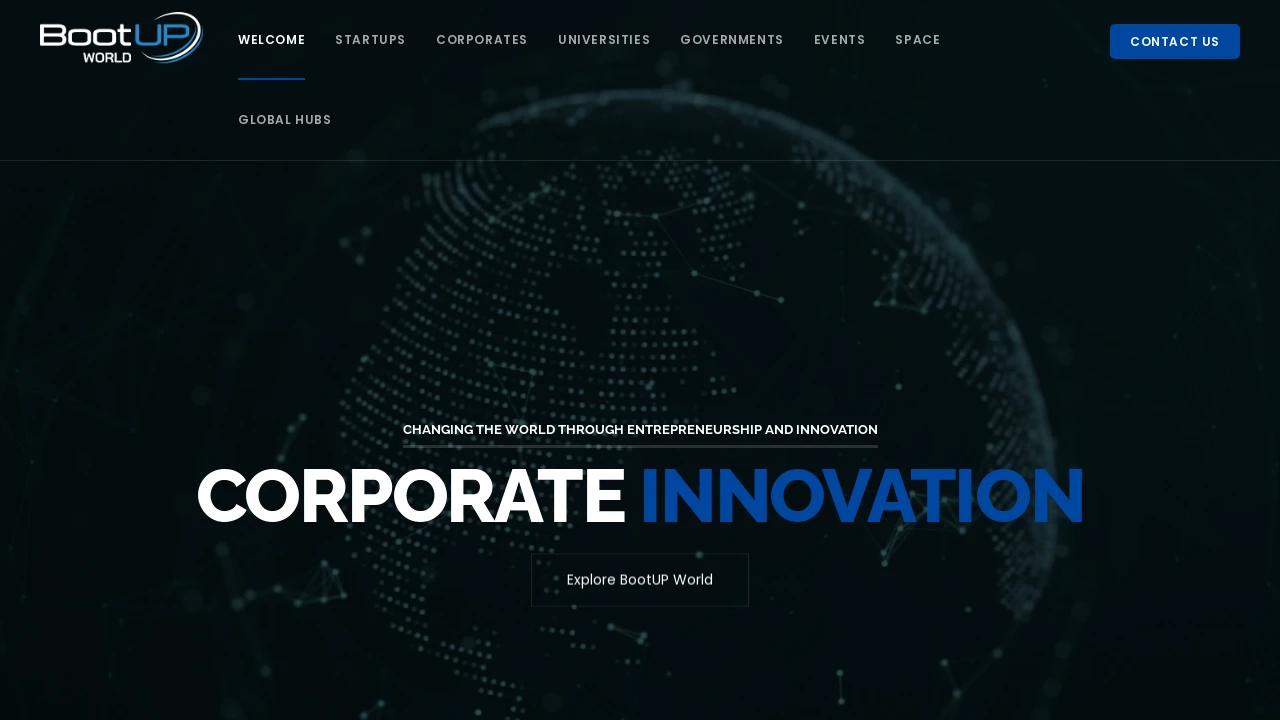 BootUP
WORLD
WELCOME STARTUPS CORPORATES UNIVERSITIES GOVERNMENTS EVENTS SPACE
GLOBAL HUBS
CONTACT US
CHANGING THE WORLD THROUGH ENTREPRENEURSHIP AND INNOVATION
CORPORATE INNOVATION
Explore BootUP World